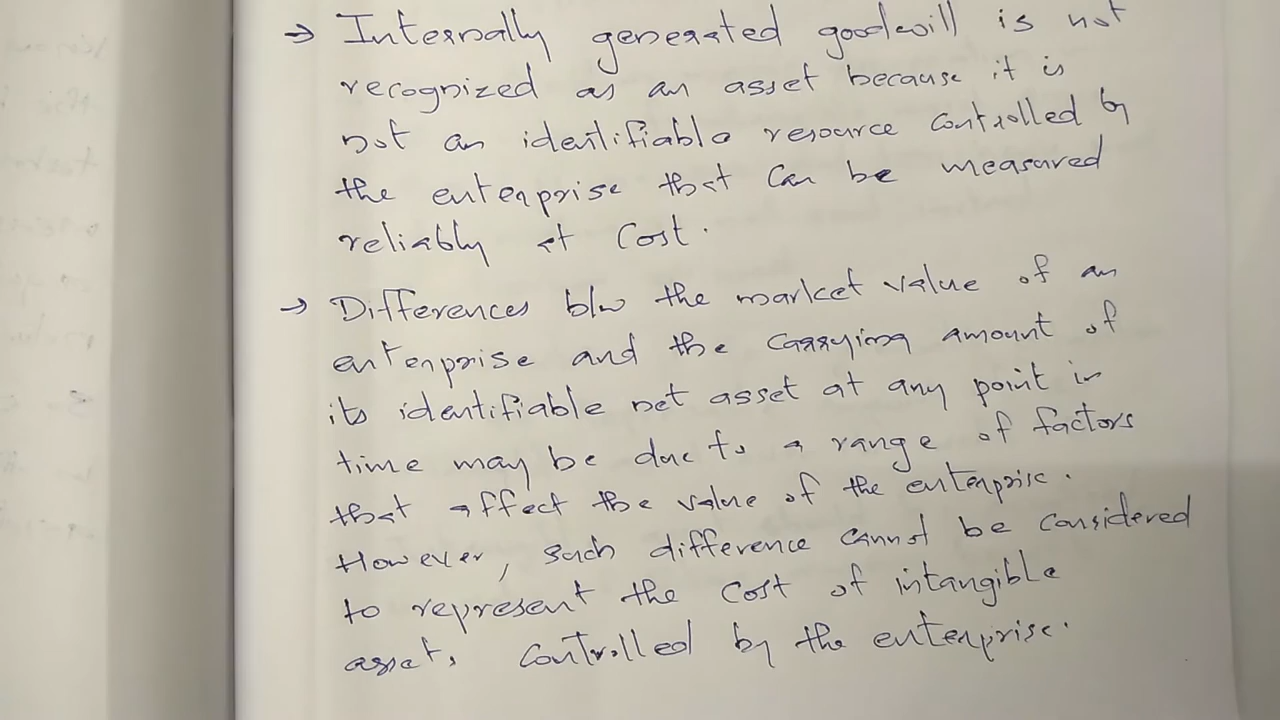 → Internally generated goodwill is not
recognized as an asset because it is
not an identifiable resource controlled by
the enterprise that can be measured
reliably at cost.
→ Differences b/w the market value of an
enterprise and the carrying amount of
its identifiable net asset at any point in
time may be due to a range of factors
that affect the value of the enterprise.
However, such difference cannot be considered
to represent the cost of intangible
assets controlled by the enterprise.